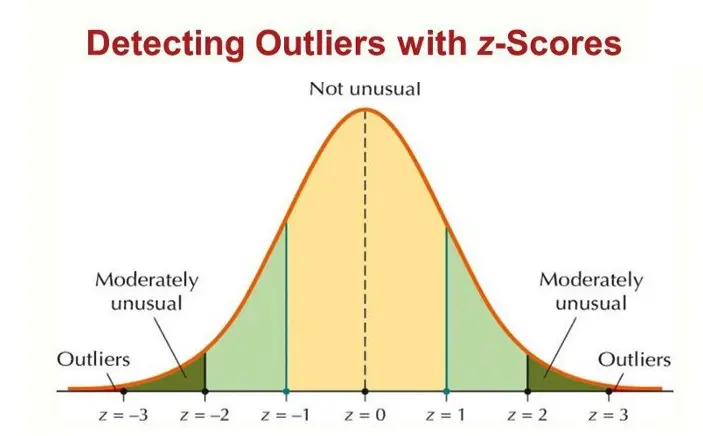 Detecting Outliers with z-Scores
Not unusual
Moderately
unusual
Moderately
unusual
Outliers
Outliers
z = –3
z = –2
z = –1
z = 0
z = 1
z = 2
z = 3